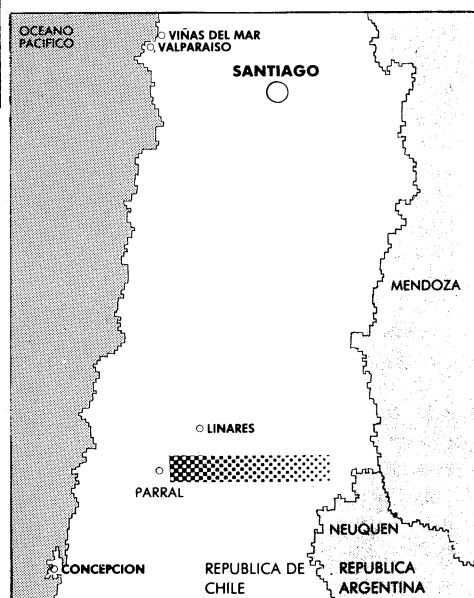 OCEANO
PACIFICO
VIÑAS DEL MAR
VALPARAISO
SANTIAGO
MENDOZA
LINARES
PARRAL
NEUQUEN
CONCEPCION
REPUBLICA DE
CHILE
REPUBLICA
ARGENTINA